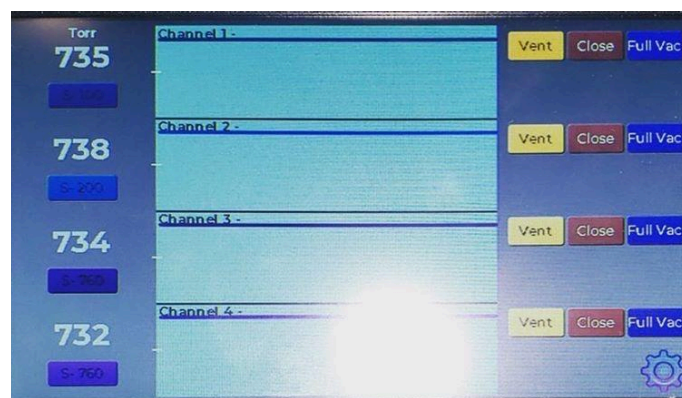 Torr
735
Channel 1 -
Vent Close Full Vac
738
S- 200
Channel 2 -
Vent Close Full Vac
734
S- 760
Channel 3 -
Vent Close Full Vac
732
S- 760
Channel 4 -
Vent Close Full Vac